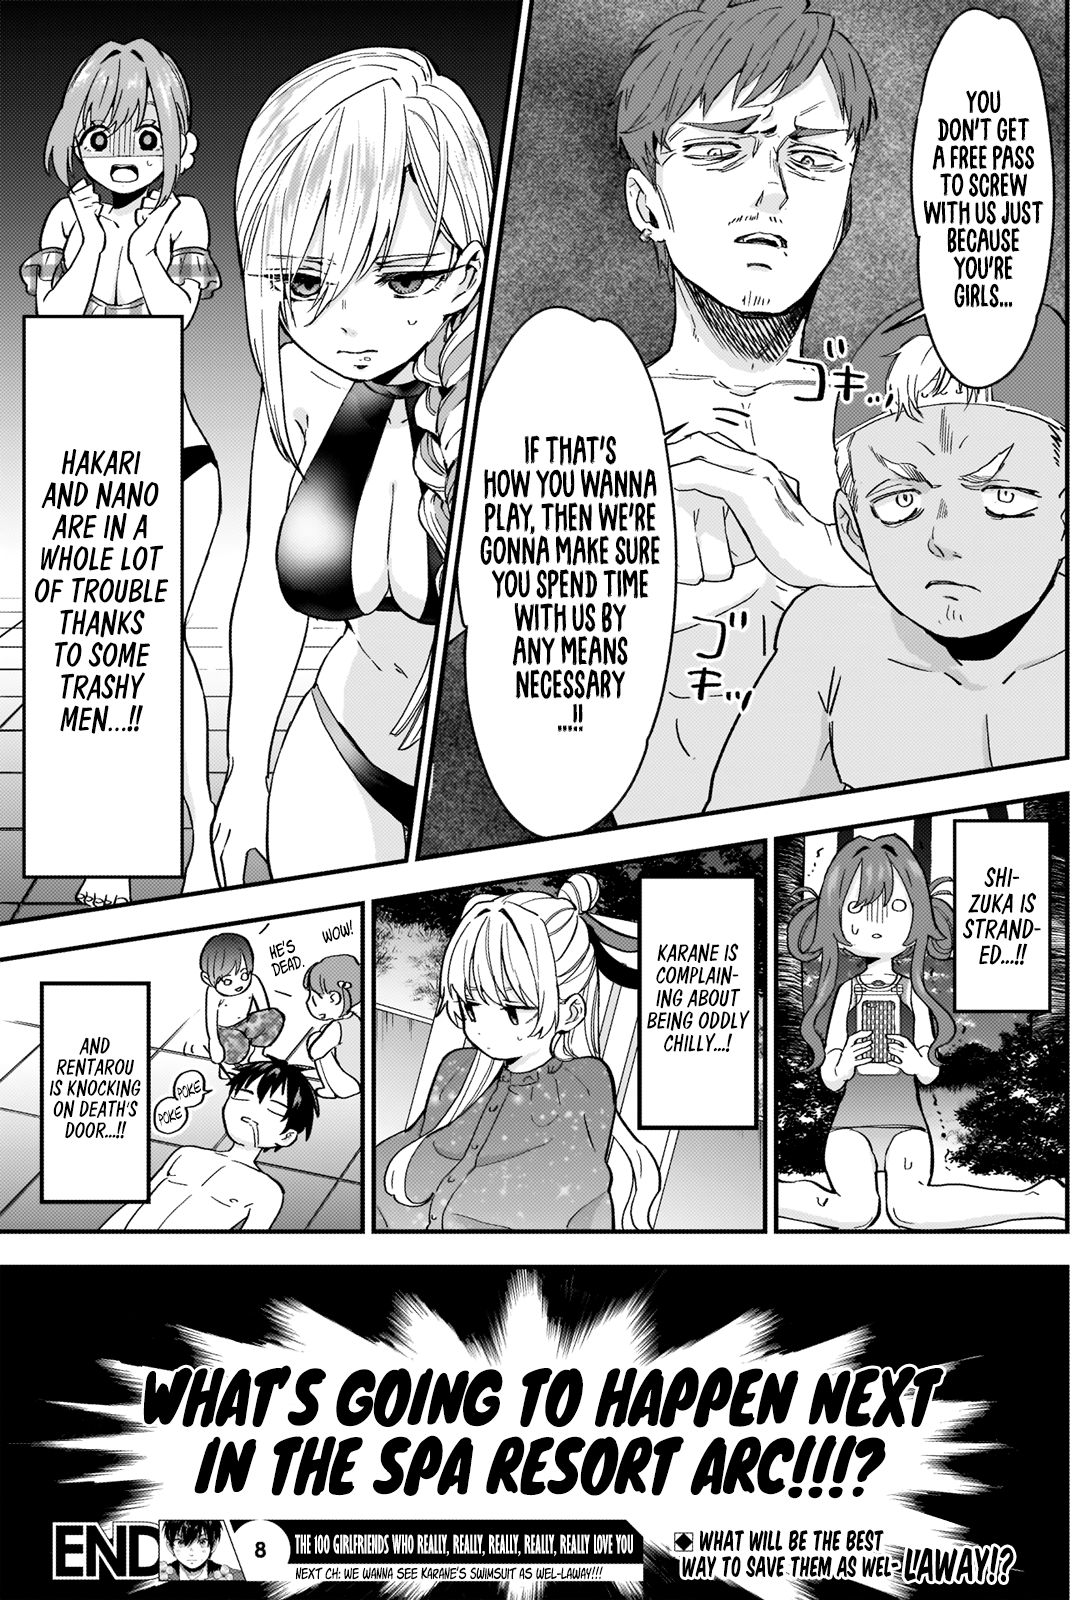 YOU
DON'T GET
A FREE PASS
TO SCREW
WITH US JUST
BECAUSE
YOU'RE
GIRLS...
ゴキ...
ゴキッ
IF THAT'S
HOW YOU WANNA
PLAY, THEN WE'RE
GONNA MAKE SURE
YOU SPEND TIME
WITH US BY
ANY MEANS
NECESSARY
...!!
HAKARI
AND NANO
ARE IN A
WHOLE LOT
OF TROUBLE
THANKS
TO SOME
TRASHY
MEN...!!
SHI-
ZUKA IS
STRAND-
ED...!!
KARANE IS
COMPLAIN-
ING ABOUT
BEING ODDLY
CHILLY...!
WOW!
HE'S
DEAD.
POKE
POKE
AND
RENTAROU
IS KNOCKING
ON DEATH'S
DOOR...!!
WHAT'S GOING TO HAPPEN NEXT
IN THE SPA RESORT ARC!!!?
END
8
THE 100 GIRLFRIENDS WHO REALLY, REALLY, REALLY, REALLY, REALLY LOVE YOU
NEXT CH: WE WANNA SEE KARANE'S SWIMSUIT AS WEL-LAWAY!!!
WHAT WILL BE THE BEST
WAY TO SAVE THEM AS WEL-LAWAY!?